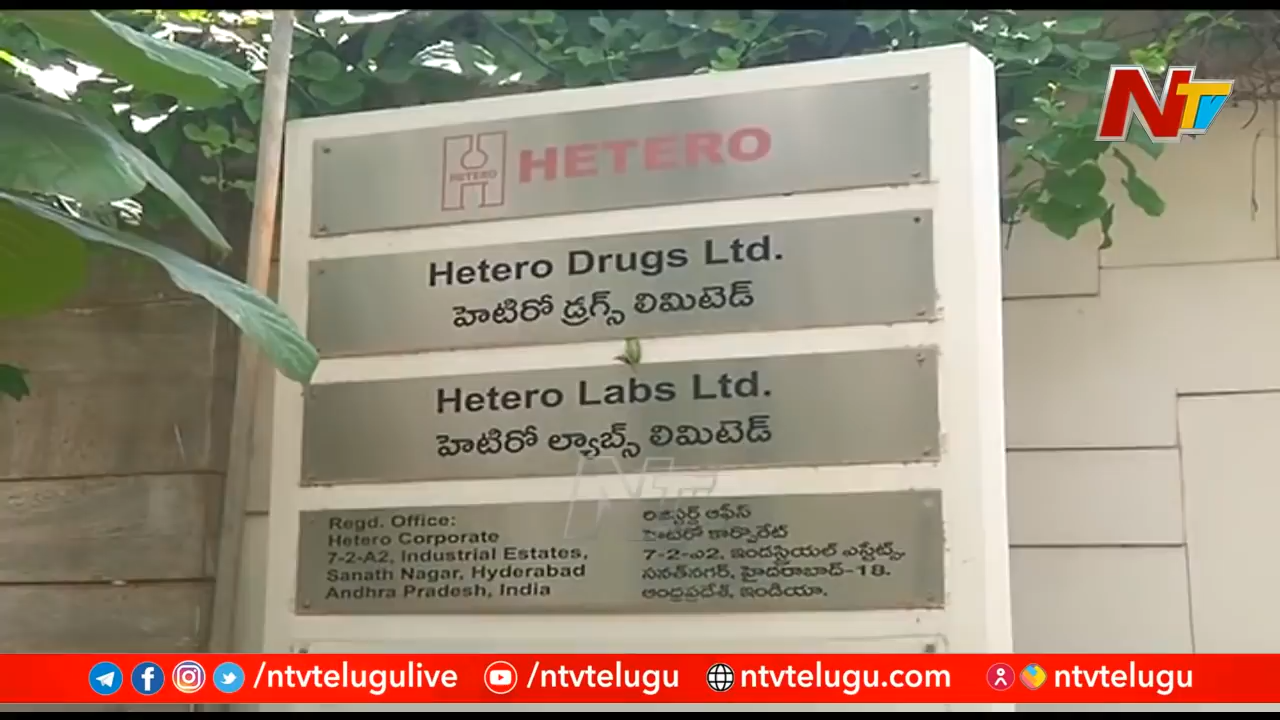 NTV
HETERO
HETERO
Hetero Drugs Ltd.
హెటిరో డ్రగ్స్ లిమిటెడ్
Hetero Labs Ltd.
హెటిరో ల్యాబ్స్ లిమిటెడ్
NTV
Regd. Office:
Hetero Corporate
7-2-A2, Industrial Estates,
Sanath Nagar, Hyderabad
Andhra Pradesh, India
రిజిస్టర్డ్ ఆఫీస్
హెటిరో కార్పొరేట్
7-2-ఎ2, ఇండస్ట్రియల్ ఎస్టేట్స్,
సనత్‌నగర్, హైదరాబాద్-18.
ఆంధ్రప్రదేశ్, ఇండియా.
/ntvtelugulive
/ntvtelugu
ntvtelugu.com
ntvtelugu